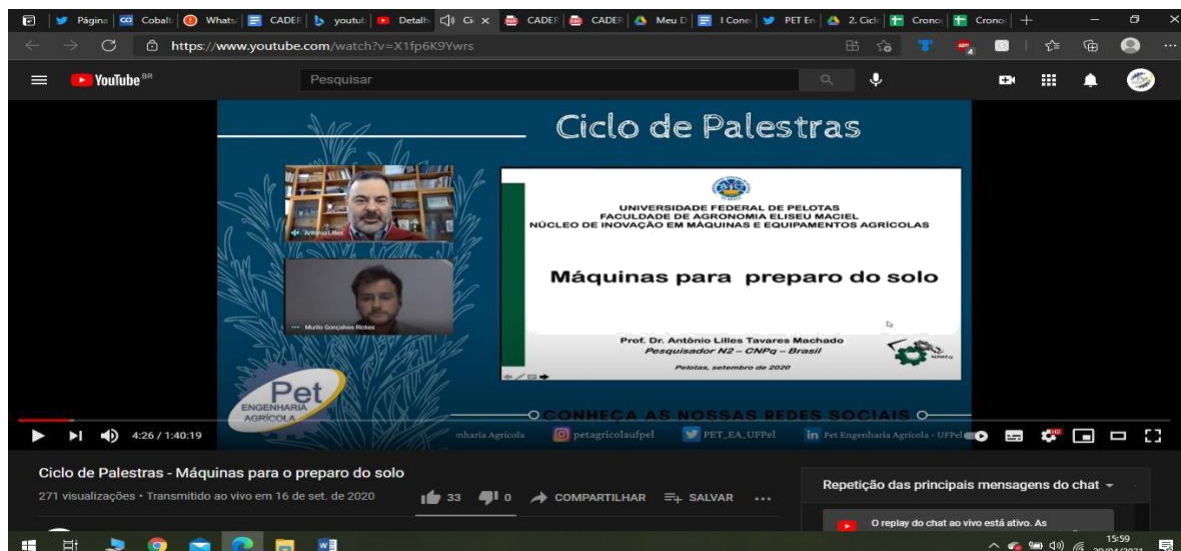 Página
Cobalt
Whats
CADER
youtub
Detalh
Ci
CADER
CADER
Meu D
I Cong
PET En
2. Ciclo
Crono
Crono
https://www.youtube.com/watch?v=X1fp6K9Ywrs
YouTube BR
Pesquisar
Ciclo de Palestras
UNIVERSIDADE FEDERAL DE PELOTAS
FACULDADE DE AGRONOMIA ELISEU MACIEL
NÚCLEO DE INOVAÇÃO EM MÁQUINAS E EQUIPAMENTOS AGRÍCOLAS
Antonio Lilles
Máquinas para preparo do solo
Murilo Gonçalves Rickes
Prof. Dr. Antônio Lilles Tavares Machado
Pesquisador N2 – CNPq – Brasil
Pelotas, setembro de 2020
Pet
ENGENHARIA
AGRÍCOLA
CONHEÇA AS NOSSAS REDES SOCIAIS
nharia Agrícola petagricolaufpel PET_EA_UFPel Pet Engenharia Agrícola - UFPel
4:26 / 1:40:19
Ciclo de Palestras - Máquinas para o preparo do solo
271 visualizações • Transmitido ao vivo em 16 de set. de 2020
33 0 COMPARTILHAR SALVAR ...
Repetição das principais mensagens do chat
O replay do chat ao vivo está ativo. As
15:59